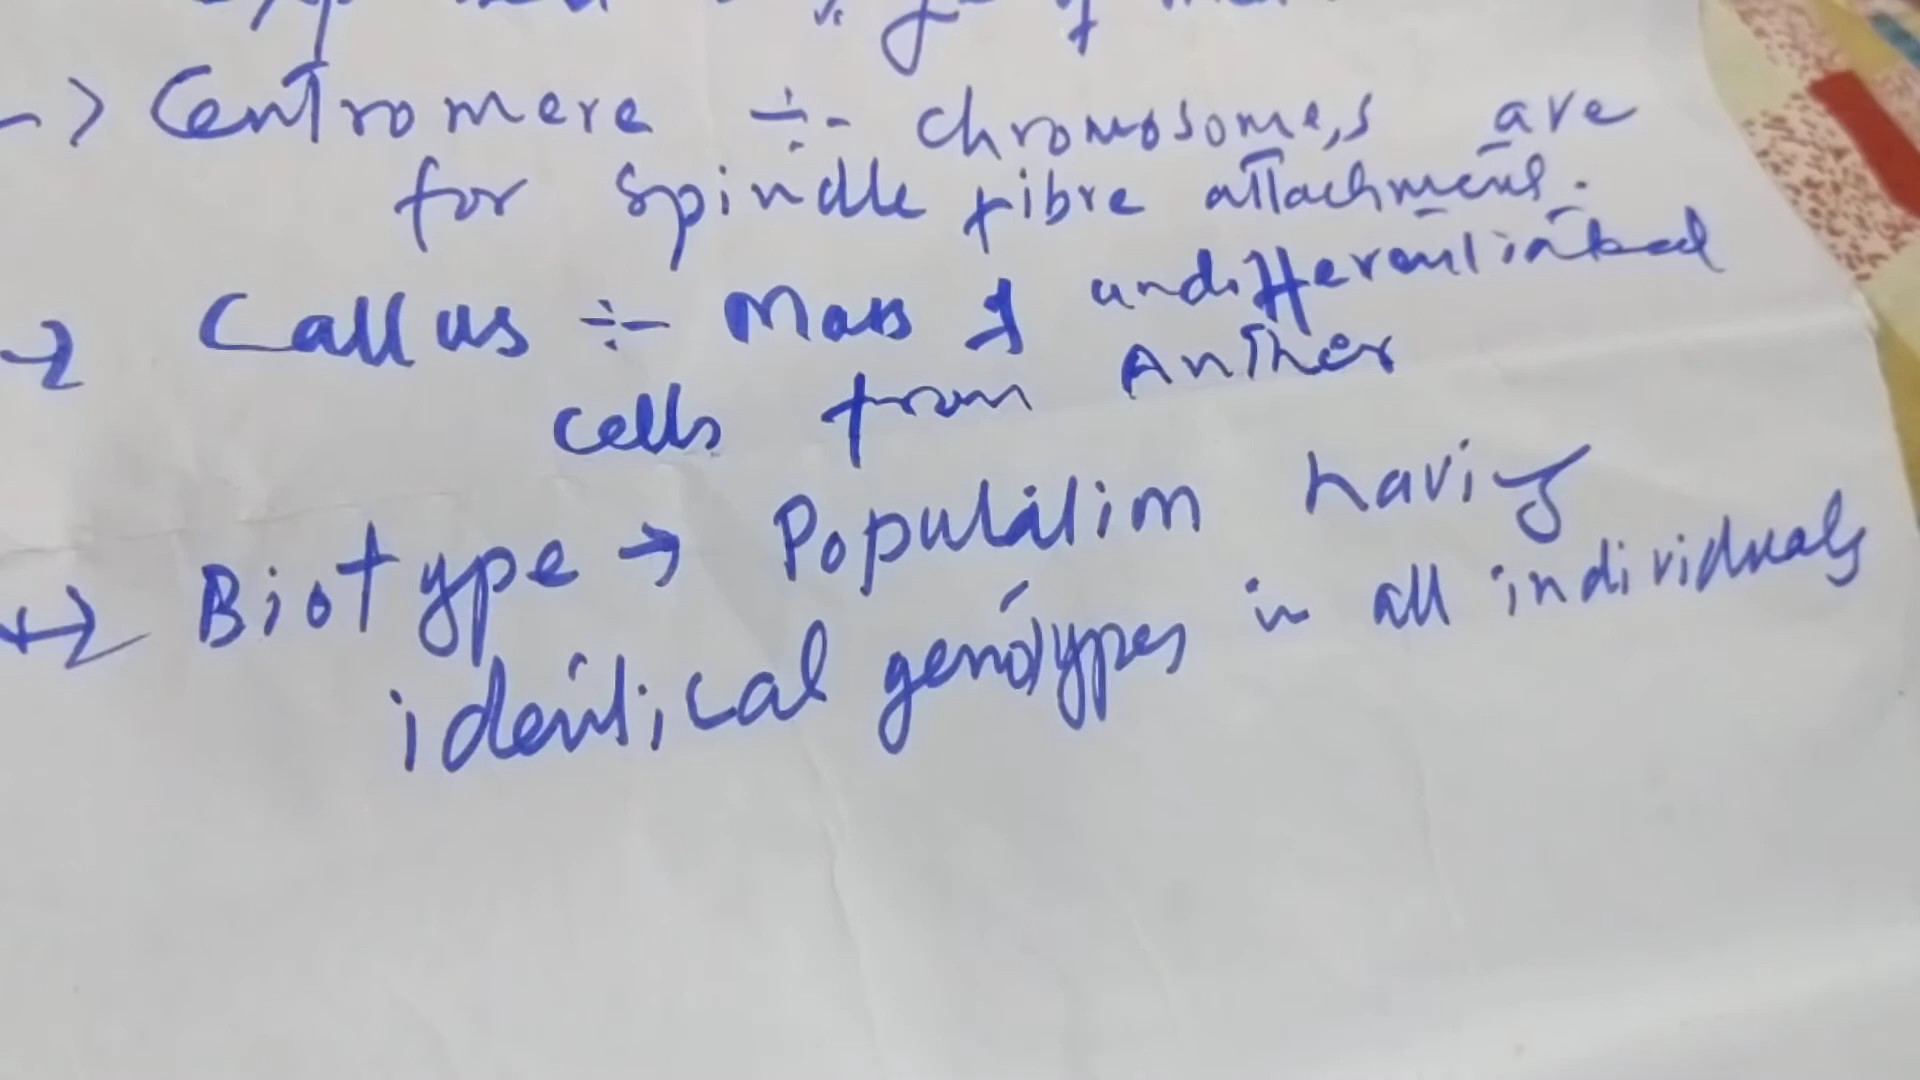 -> Centromere ÷- chromosome,s are
for spindle fibre attachment.
→ Callus ÷- Mass of undifferentiated
cells from Anther
→ Biotype → Population having
identical genotypes in all individuals